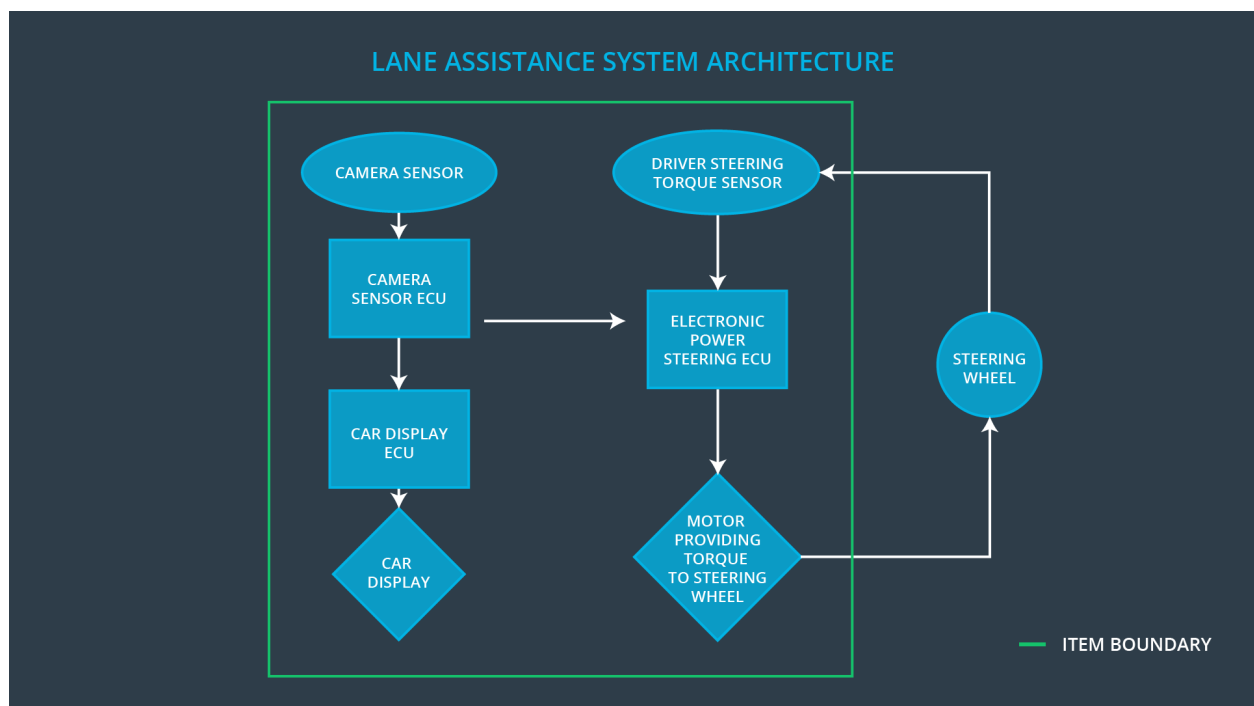 LANE ASSISTANCE SYSTEM ARCHITECTURE
CAMERA SENSOR
CAMERA
SENSOR ECU
CAR DISPLAY
ECU
CAR
DISPLAY
DRIVER STEERING
TORQUE SENSOR
ELECTRONIC
POWER
STEERING ECU
MOTOR
PROVIDING
TORQUE
TO STEERING
WHEEL
STEERING
WHEEL
ITEM BOUNDARY